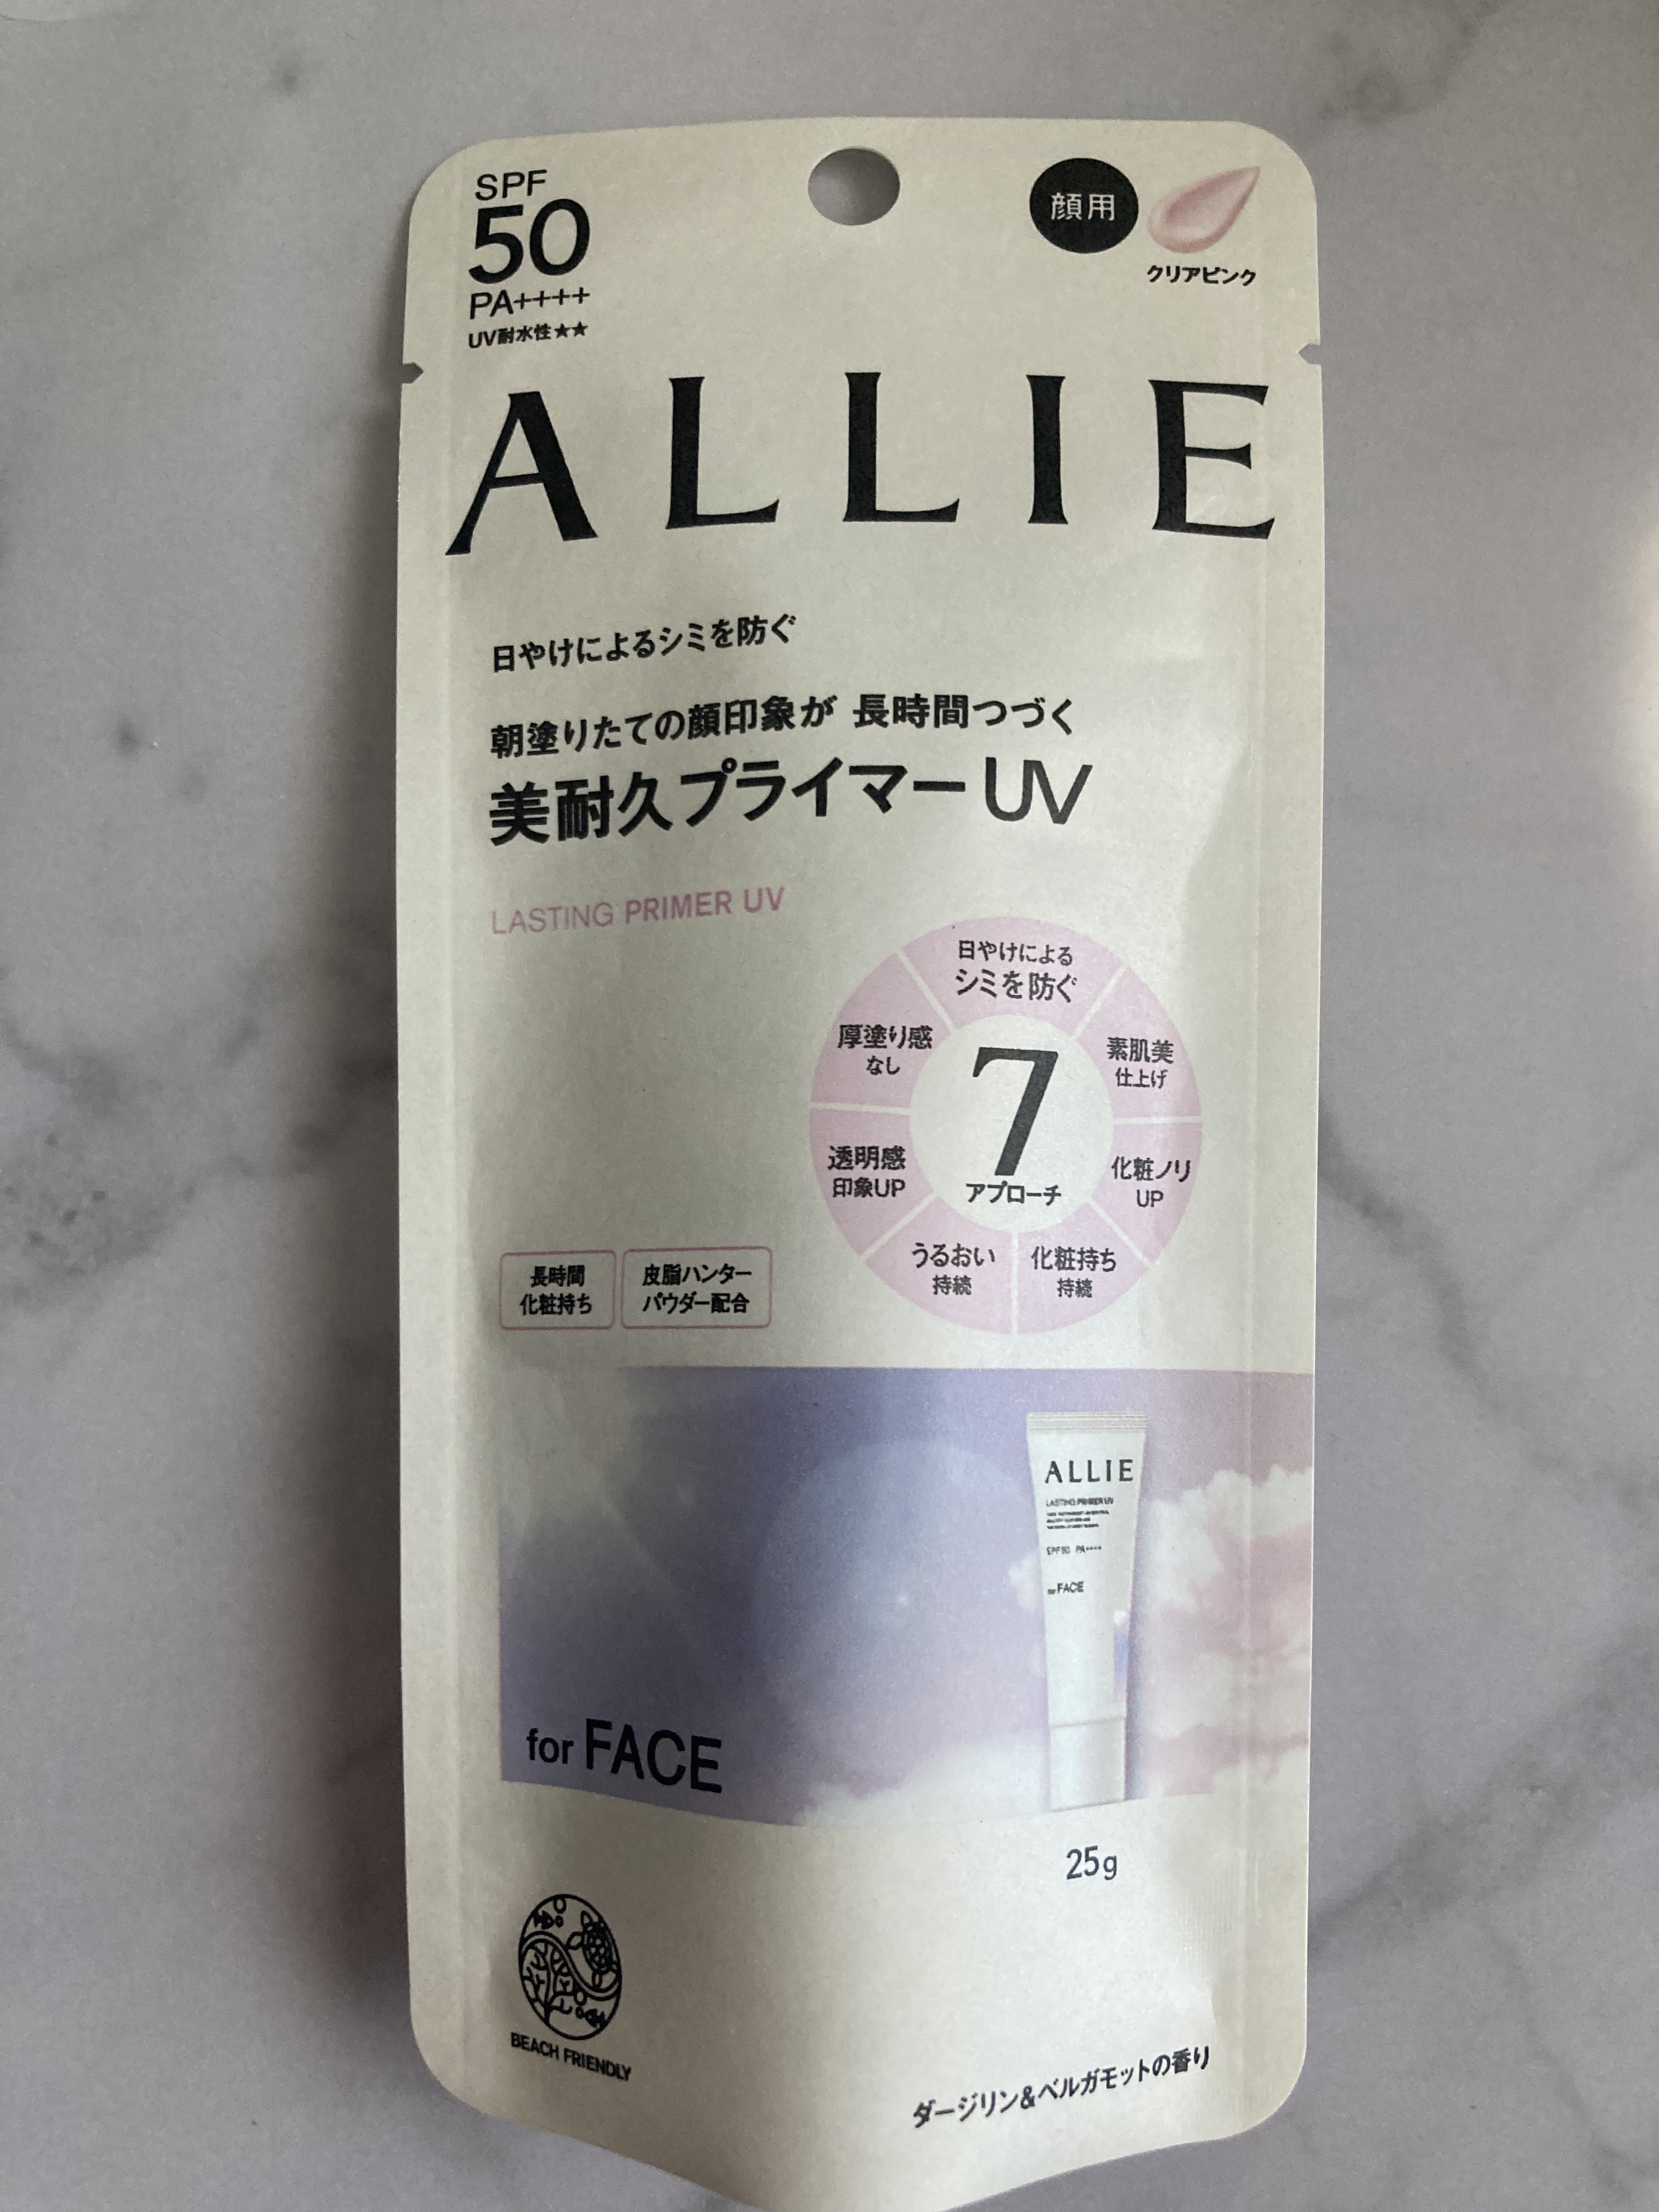 SPF
50
PA++++
UV耐水性★★
顔用
クリアピンク
ALLIE
日やけによるシミを防ぐ
朝塗りたての顔印象が 長時間つづく
美耐久プライマーUV
LASTING PRIMER UV
日やけによる
シミを防ぐ
素肌美
仕上げ
化粧ノリ
UP
化粧持ち
持続
うるおい
持続
透明感
印象UP
厚塗り感
なし
7
アプローチ
長時間
化粧持ち
皮脂ハンター
パウダー配合
ALLIE
LASTING PRIMER UV
SPF50 PA++++
for FACE
for FACE
25g
BEACH FRIENDLY
ダージリン&ベルガモットの香り